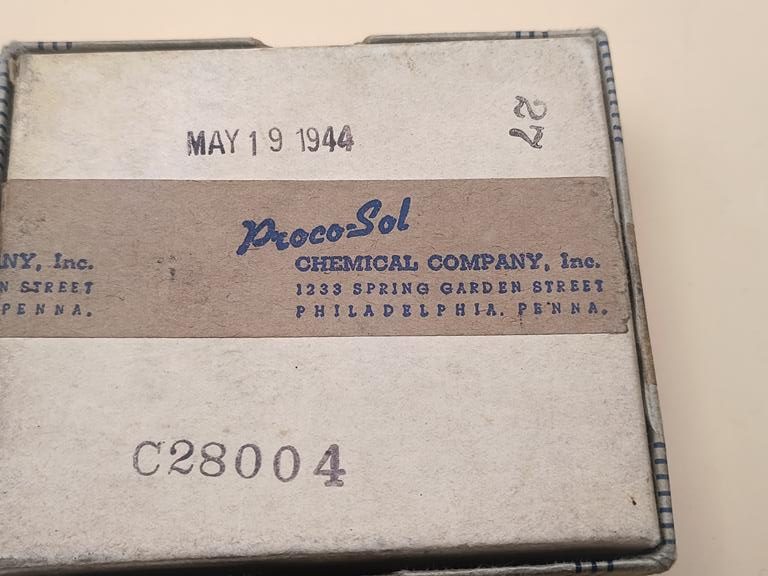 27
MAY 19 1944
Proco-Sol
NY, Inc.
CHEMICAL COMPANY, Inc.
N STREET
1233 SPRING GARDEN STREET
PENNA.
PHILADELPHIA, PENNA.
C28004